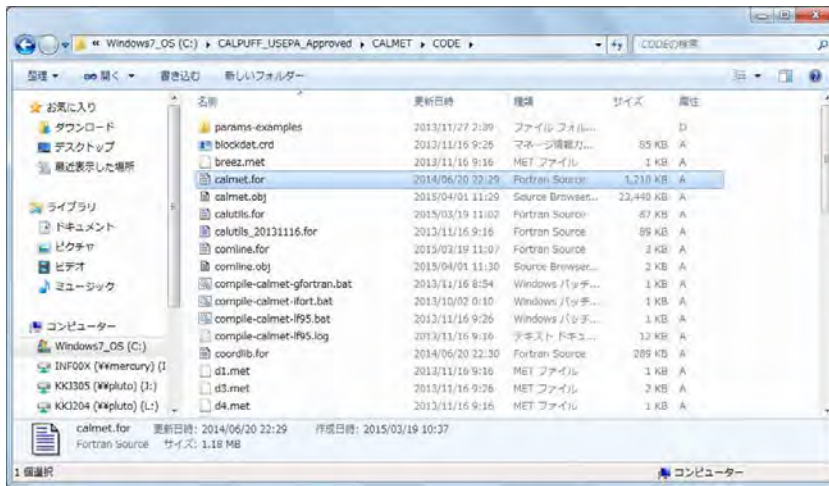 « Windows7_OS (C:) ▸ CALPUFF_USEPA_Approved ▸ CALMET ▸ CODE ▸ CODEの検索
整理 ▼ 開く ▼ 書き込む 新しいフォルダー
お気に入り
ダウンロード
デスクトップ
最近表示した場所
ライブラリ
ドキュメント
ピクチャ
ビデオ
ミュージック
コンピューター
Windows7_OS (C:)
INF00X (¥¥mercury) (I
KKJ305 (¥¥pluto) (J:)
KKJ204 (¥¥pluto) (L:)
名前 更新日時 種類 サイズ 属性
params-examples 2013/11/27 2:39 ファイル フォル... D
blockdat.crd 2013/11/16 9:26 マネージ情報カ... 85 KB A
breez.met 2013/11/16 9:16 MET ファイル 1 KB A
calmet.for 2014/06/20 22:29 Fortran Source 1,218 KB A
calmet.obj 2015/04/01 11:29 Source Browser... 23,440 KB A
calutils.for 2015/03/19 11:02 Fortran Source 87 KB A
calutils_20131116.for 2013/11/16 9:16 Fortran Source 89 KB A
comline.for 2015/03/19 11:07 Fortran Source 3 KB A
comline.obj 2015/04/01 11:30 Source Browser... 2 KB A
compile-calmet-gfortran.bat 2013/11/16 8:54 Windows バッチ... 1 KB A
compile-calmet-ifort.bat 2013/10/02 0:10 Windows バッチ... 1 KB A
compile-calmet-lf95.bat 2013/11/16 9:26 Windows バッチ... 1 KB A
compile-calmet-lf95.log 2013/11/16 9:16 テキスト ドキュ... 12 KB A
coordlib.for 2014/06/20 22:30 Fortran Source 289 KB A
d1.met 2013/11/16 9:16 MET ファイル 1 KB A
d3.met 2013/11/16 9:26 MET ファイル 2 KB A
d4.met 2013/11/16 9:16 MET ファイル 1 KB A
calmet.for 更新日時: 2014/06/20 22:29 作成日時: 2015/03/19 10:37
Fortran Source サイズ: 1.18 MB
1 個選択 コンピューター